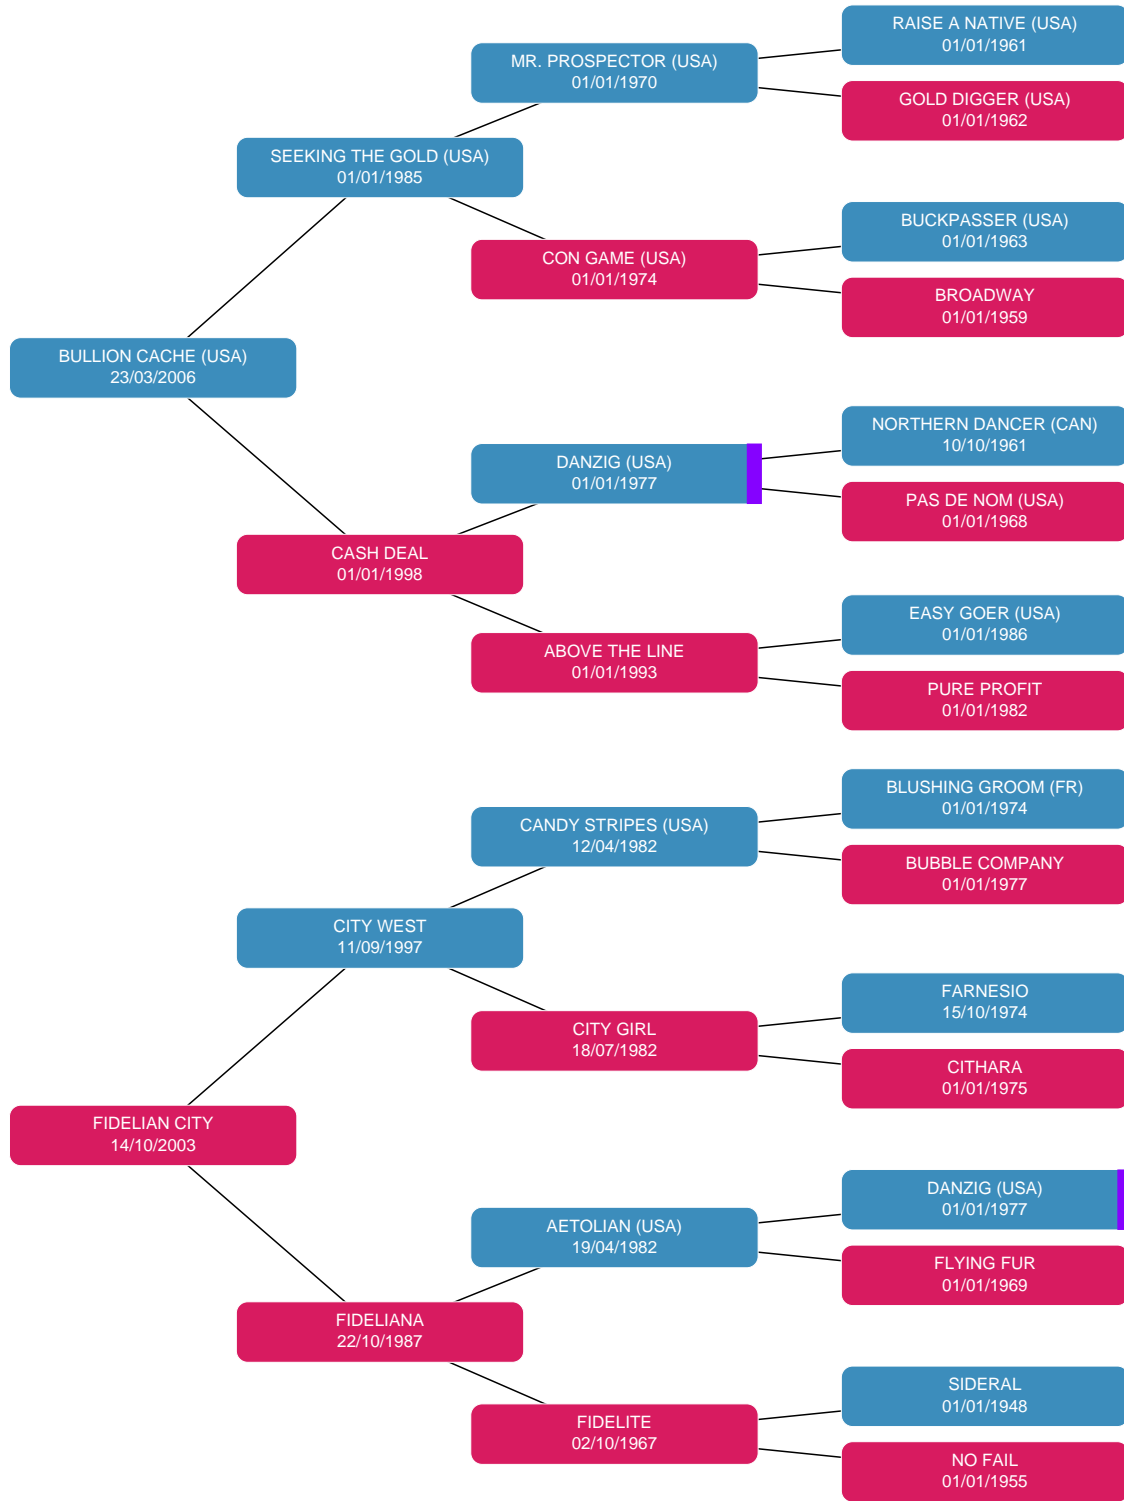 RAISE A NATIVE (USA)
01/01/1961
MR. PROSPECTOR (USA)
01/01/1970
GOLD DIGGER (USA)
01/01/1962
SEEKING THE GOLD (USA)
01/01/1985
BUCKPASSER (USA)
01/01/1963
CON GAME (USA)
01/01/1974
BROADWAY
01/01/1959
BULLION CACHE (USA)
23/03/2006
NORTHERN DANCER (CAN)
10/10/1961
DANZIG (USA)
01/01/1977
PAS DE NOM (USA)
01/01/1968
CASH DEAL
01/01/1998
EASY GOER (USA)
01/01/1986
ABOVE THE LINE
01/01/1993
PURE PROFIT
01/01/1982
BLUSHING GROOM (FR)
01/01/1974
CANDY STRIPES (USA)
12/04/1982
BUBBLE COMPANY
01/01/1977
CITY WEST
11/09/1997
FARNESIO
15/10/1974
CITY GIRL
18/07/1982
CITHARA
01/01/1975
FIDELIAN CITY
14/10/2003
DANZIG (USA)
01/01/1977
AETOLIAN (USA)
19/04/1982
FLYING FUR
01/01/1969
FIDELIANA
22/10/1987
SIDERAL
01/01/1948
FIDELITE
02/10/1967
NO FAIL
01/01/1955